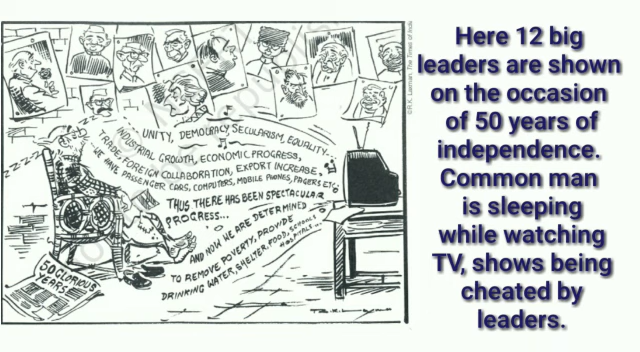 © R.K. Laxman, The Times of India
UNITY, DEMOCRACY, SECULARISM, EQUALITY...
INDUSTRIAL GROWTH, ECONOMIC PROGRESS,
TRADE, FOREIGN COLLABORATION, EXPORT INCREASE.
..WE HAVE PASSENGER CARS, COMPUTERS, MOBILE PHONES, PAGERS ETC
THUS THERE HAS BEEN SPECTACULAR
PROGRESS...
AND NOW WE ARE DETERMINED
TO REMOVE POVERTY, PROVIDE
DRINKING WATER, SHELTER, FOOD, SCHOOLS
HOSPITALS...
ZZZZ
50 GLORIOUS
YEARS
Here 12 big
leaders are shown
on the occasion
of 50 years of
independence.
Common man
is sleeping
while watching
TV, shows being
cheated by
leaders.